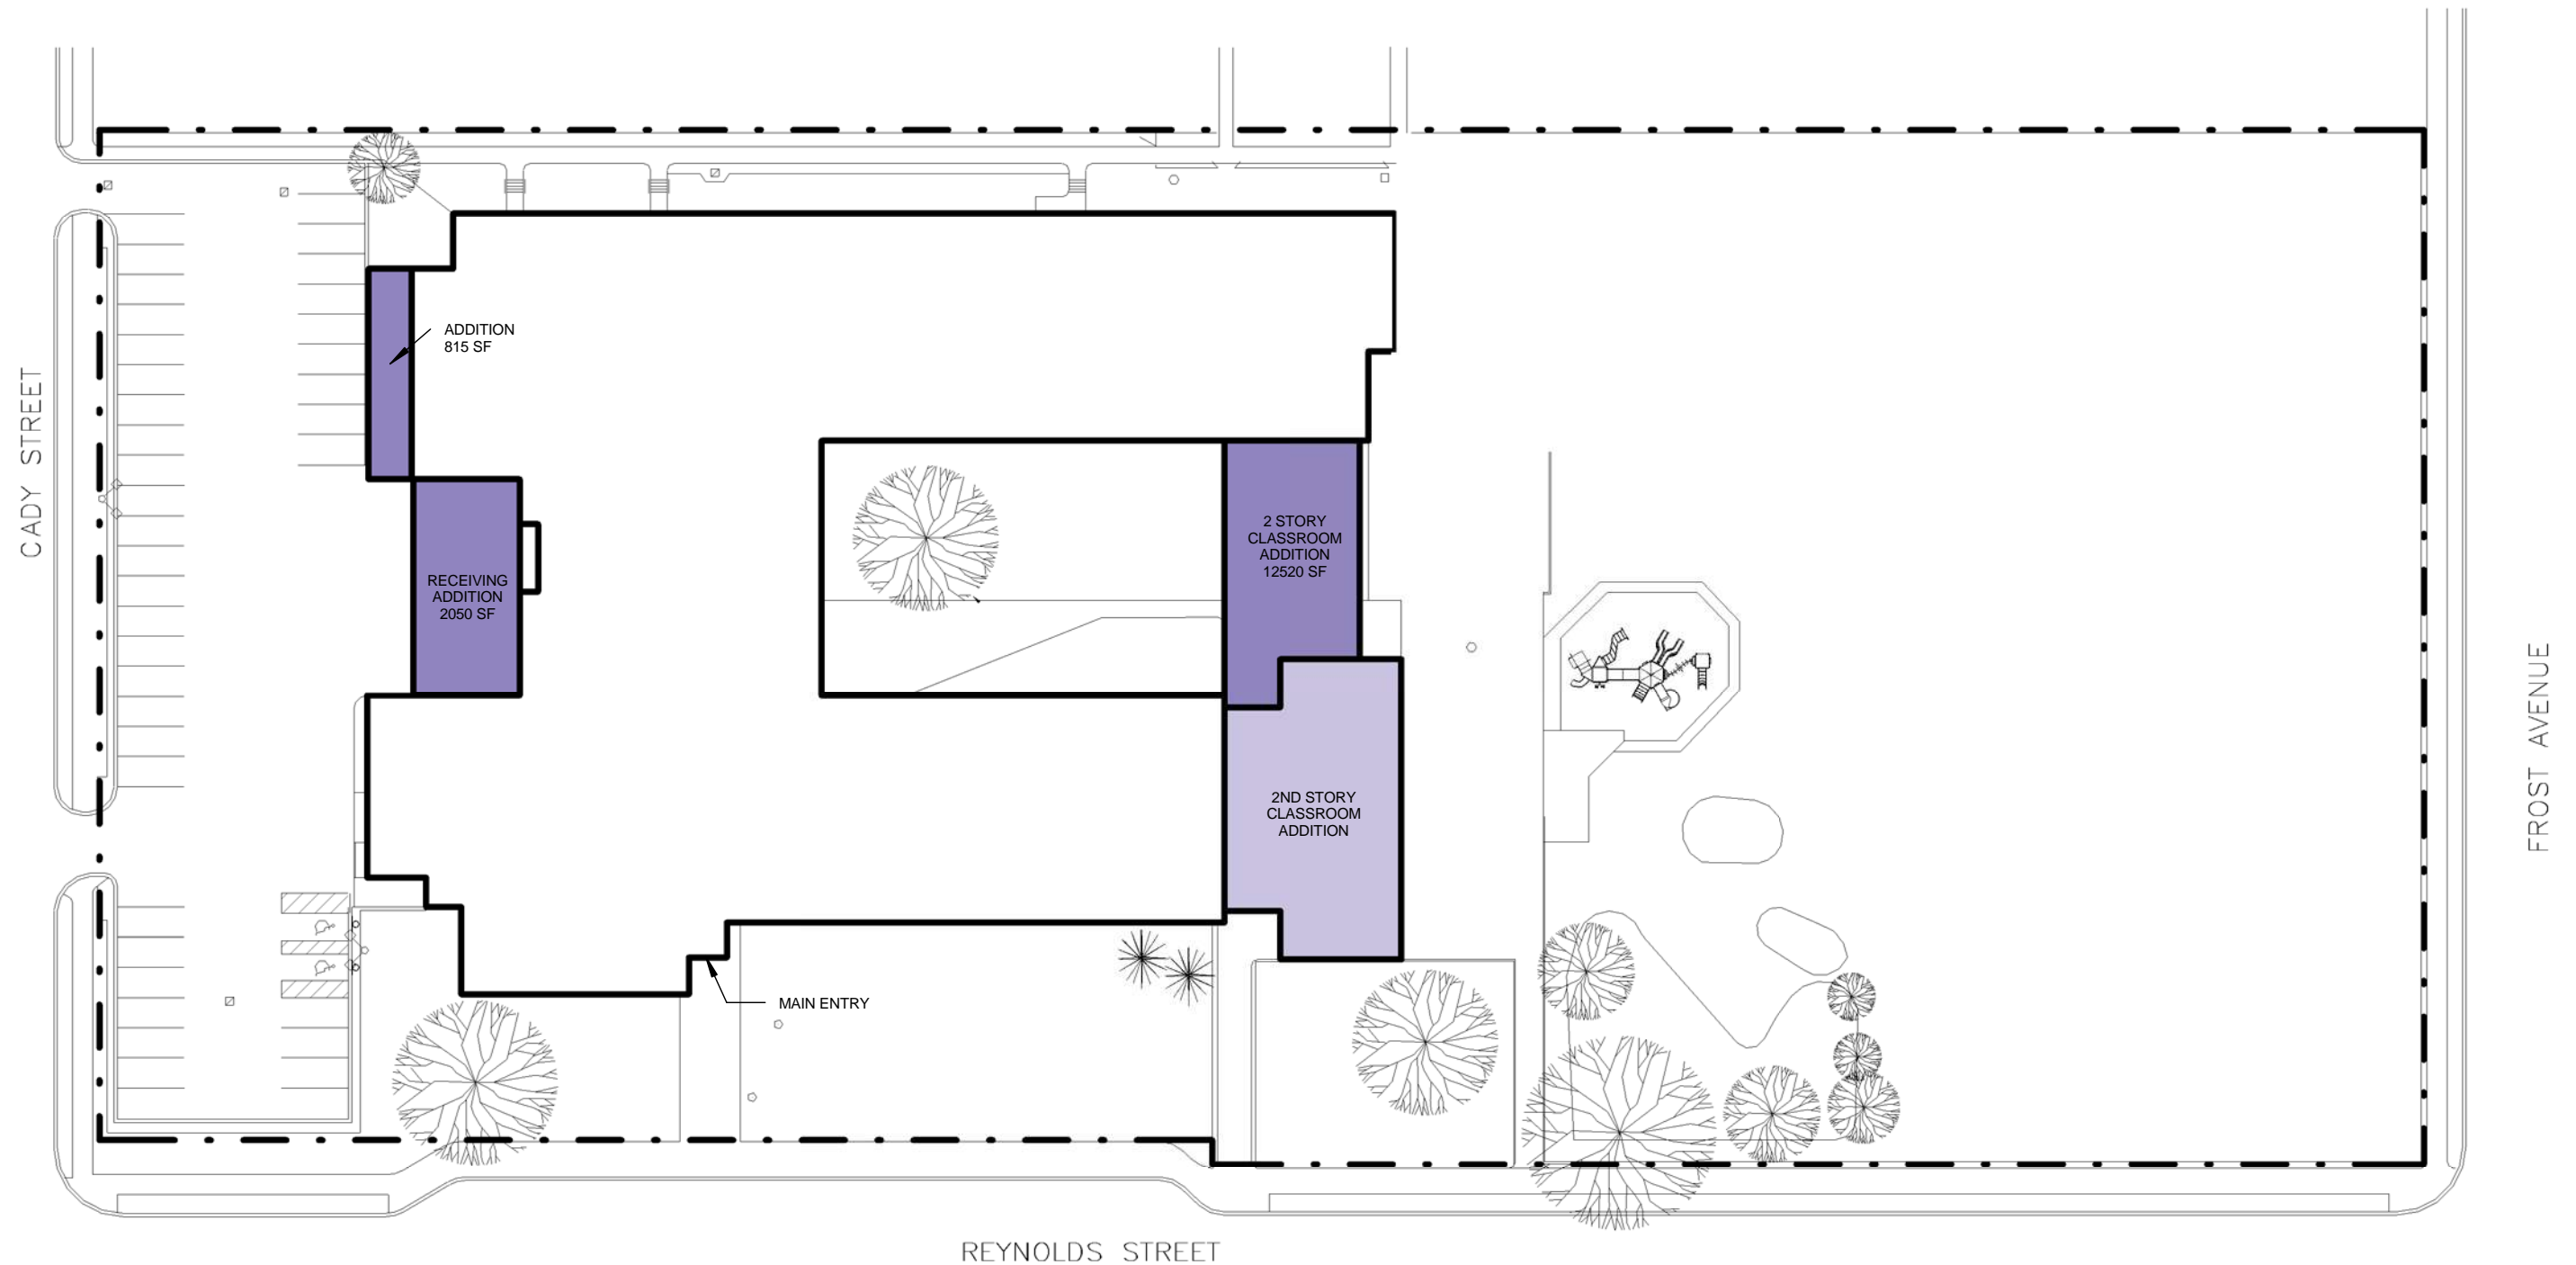 ADDITION
815 SF
CADY STREET
2 STORY
CLASSROOM
ADDITION
12520 SF
RECEIVING
ADDITION
2050 SF
FROST AVENUE
2ND STORY
CLASSROOM
ADDITION
MAIN ENTRY
REYNOLDS STREET